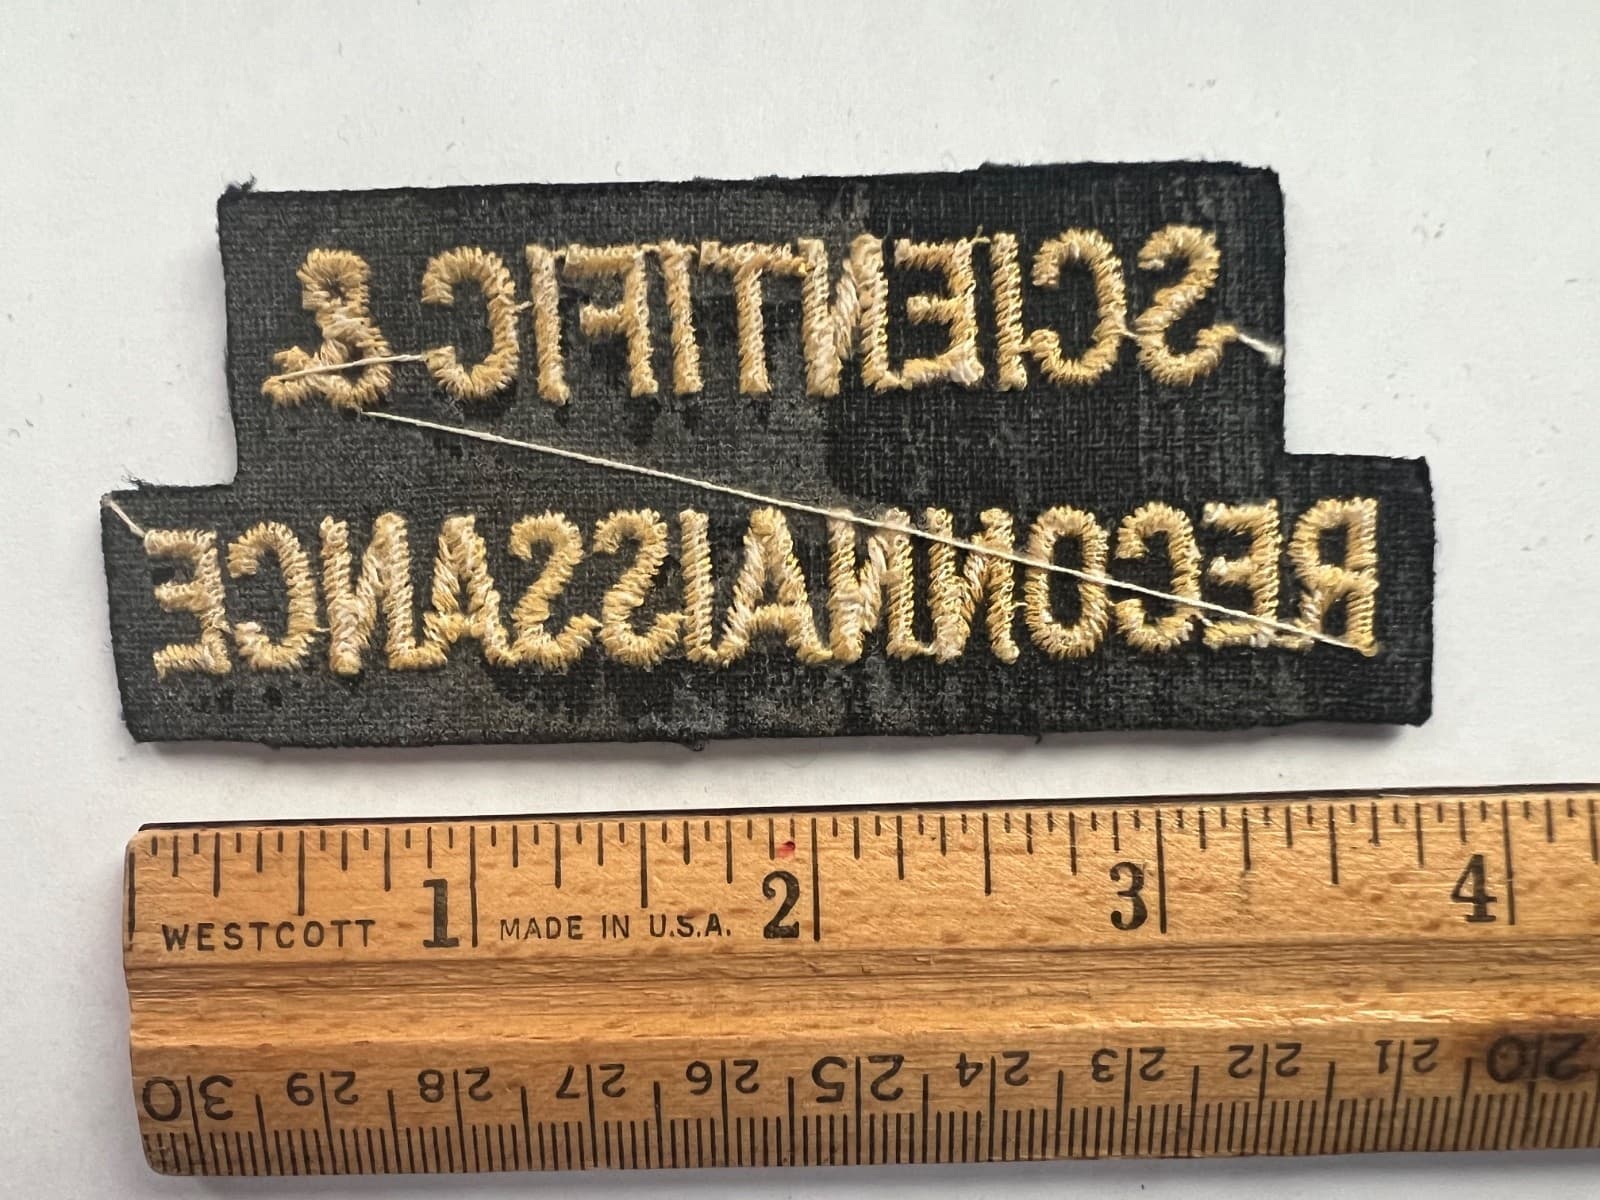 SCIENTIFIC &
RECONNAISSANCE
1 2 3 4
WESTCOTT MADE IN U.S.A.
30 29 28 27 26 25 24 23 22 21 20